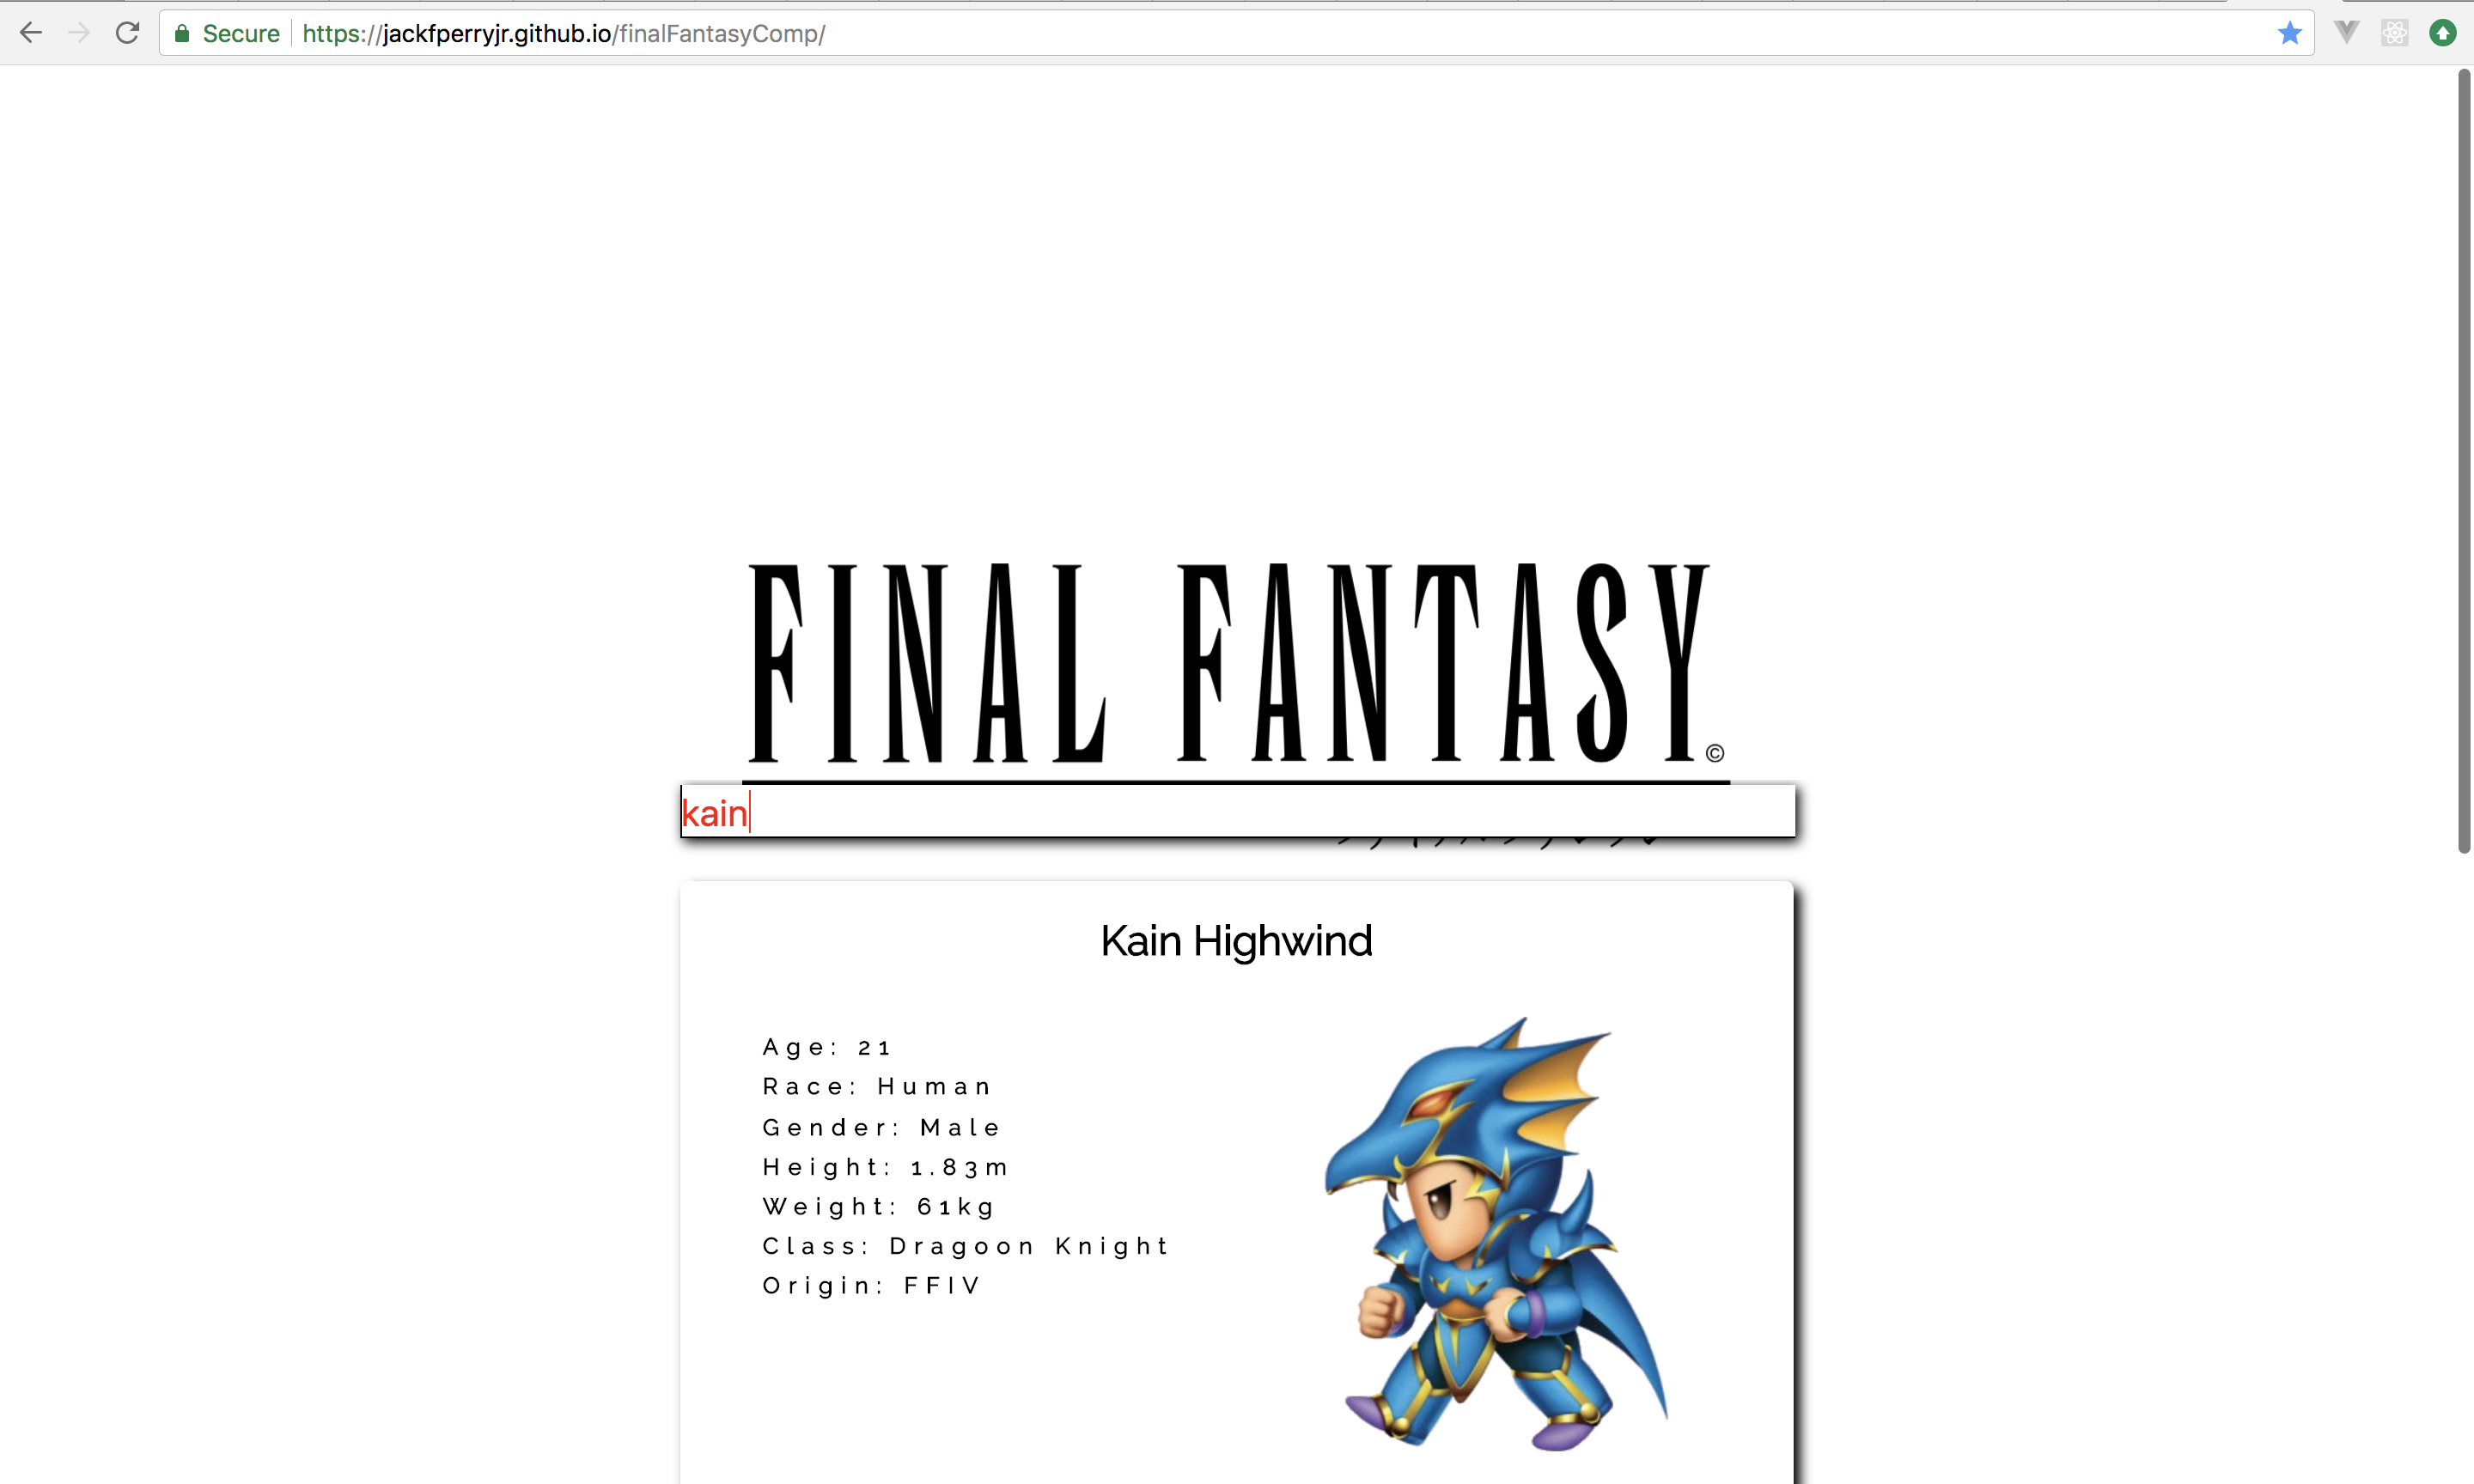 Secure https://jackfperryjr.github.io/finalFantasyComp/
FINAL FANTASY©
kain
Kain Highwind
Age: 21
Race: Human
Gender: Male
Height: 1.83m
Weight: 61kg
Class: Dragoon Knight
Origin: FFIV